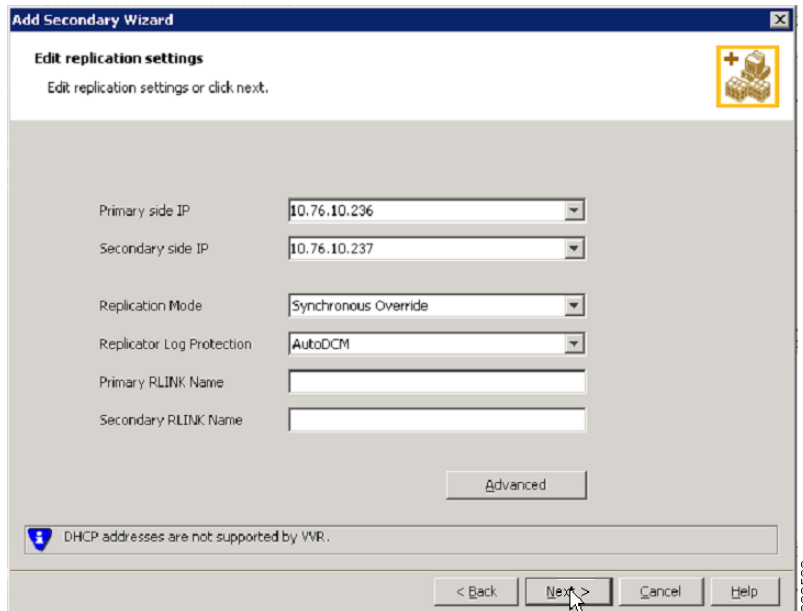 Add Secondary Wizard
Edit replication settings
Edit replication settings or click next.
Primary side IP 10.76.10.236
Secondary side IP 10.76.10.237
Replication Mode Synchronous Override
Replicator Log Protection AutoDCM
Primary RLINK Name
Secondary RLINK Name
Advanced
DHCP addresses are not supported by VVR.
< Back Next > Cancel Help